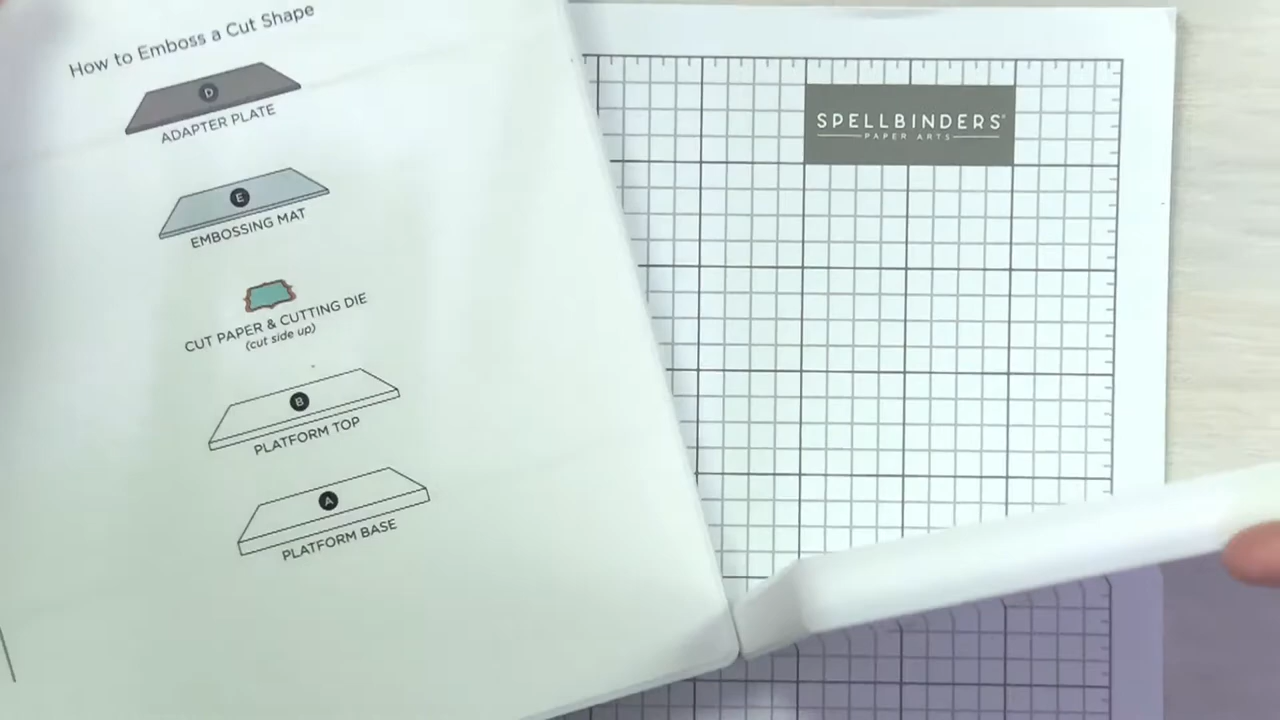 How to Emboss a Cut Shape
D
ADAPTER PLATE
E
EMBOSSING MAT
CUT PAPER & CUTTING DIE
(cut side up)
B
PLATFORM TOP
A
PLATFORM BASE
SPELLBINDERS®
PAPER ARTS